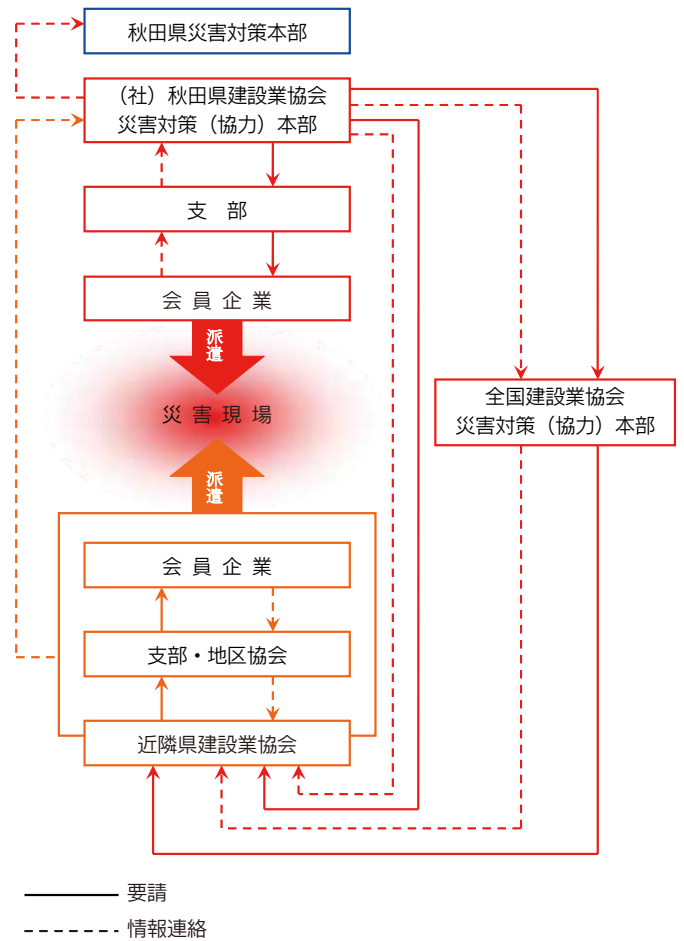 秋田県災害対策本部
（社）秋田県建設業協会
災害対策（協力）本部
支　部
会 員 企 業
派
遣
災 害 現 場
全国建設業協会
災害対策（協力）本部
派
遣
会 員 企 業
支部・地区協会
近隣県建設業協会
要請
情報連絡